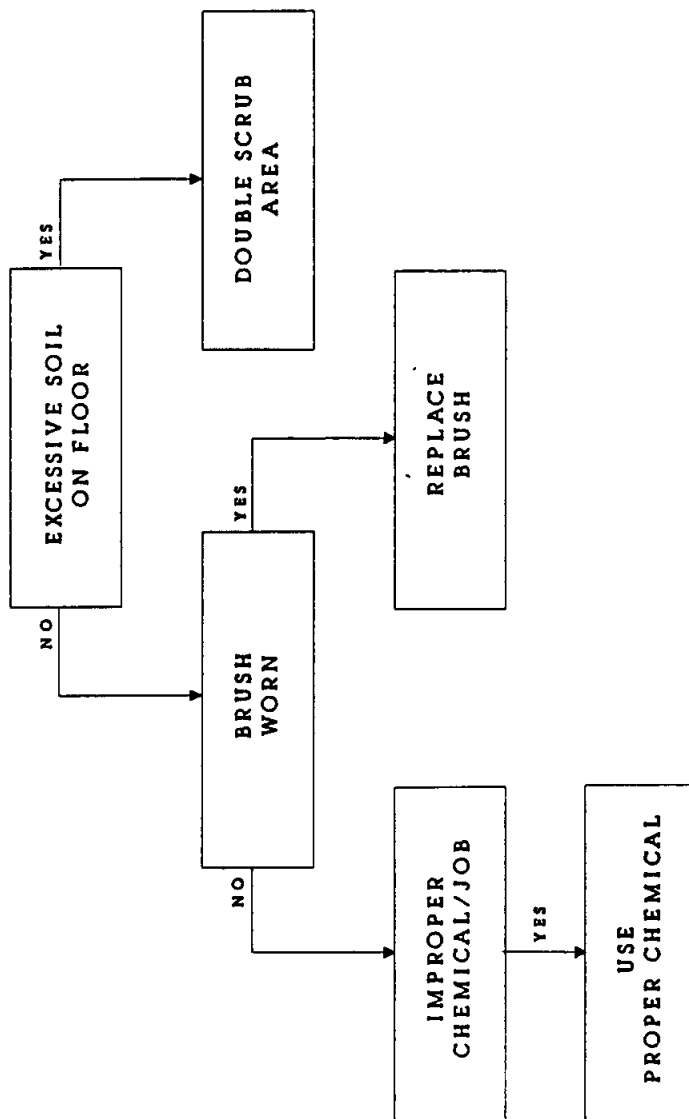 EXCESSIVE SOIL
ON FLOOR
YES
DOUBLE SCRUB
AREA
NO
BRUSH
WORN
YES
REPLACE
BRUSH
NO
IMPROPER
CHEMICAL/JOB
YES
USE
PROPER CHEMICAL